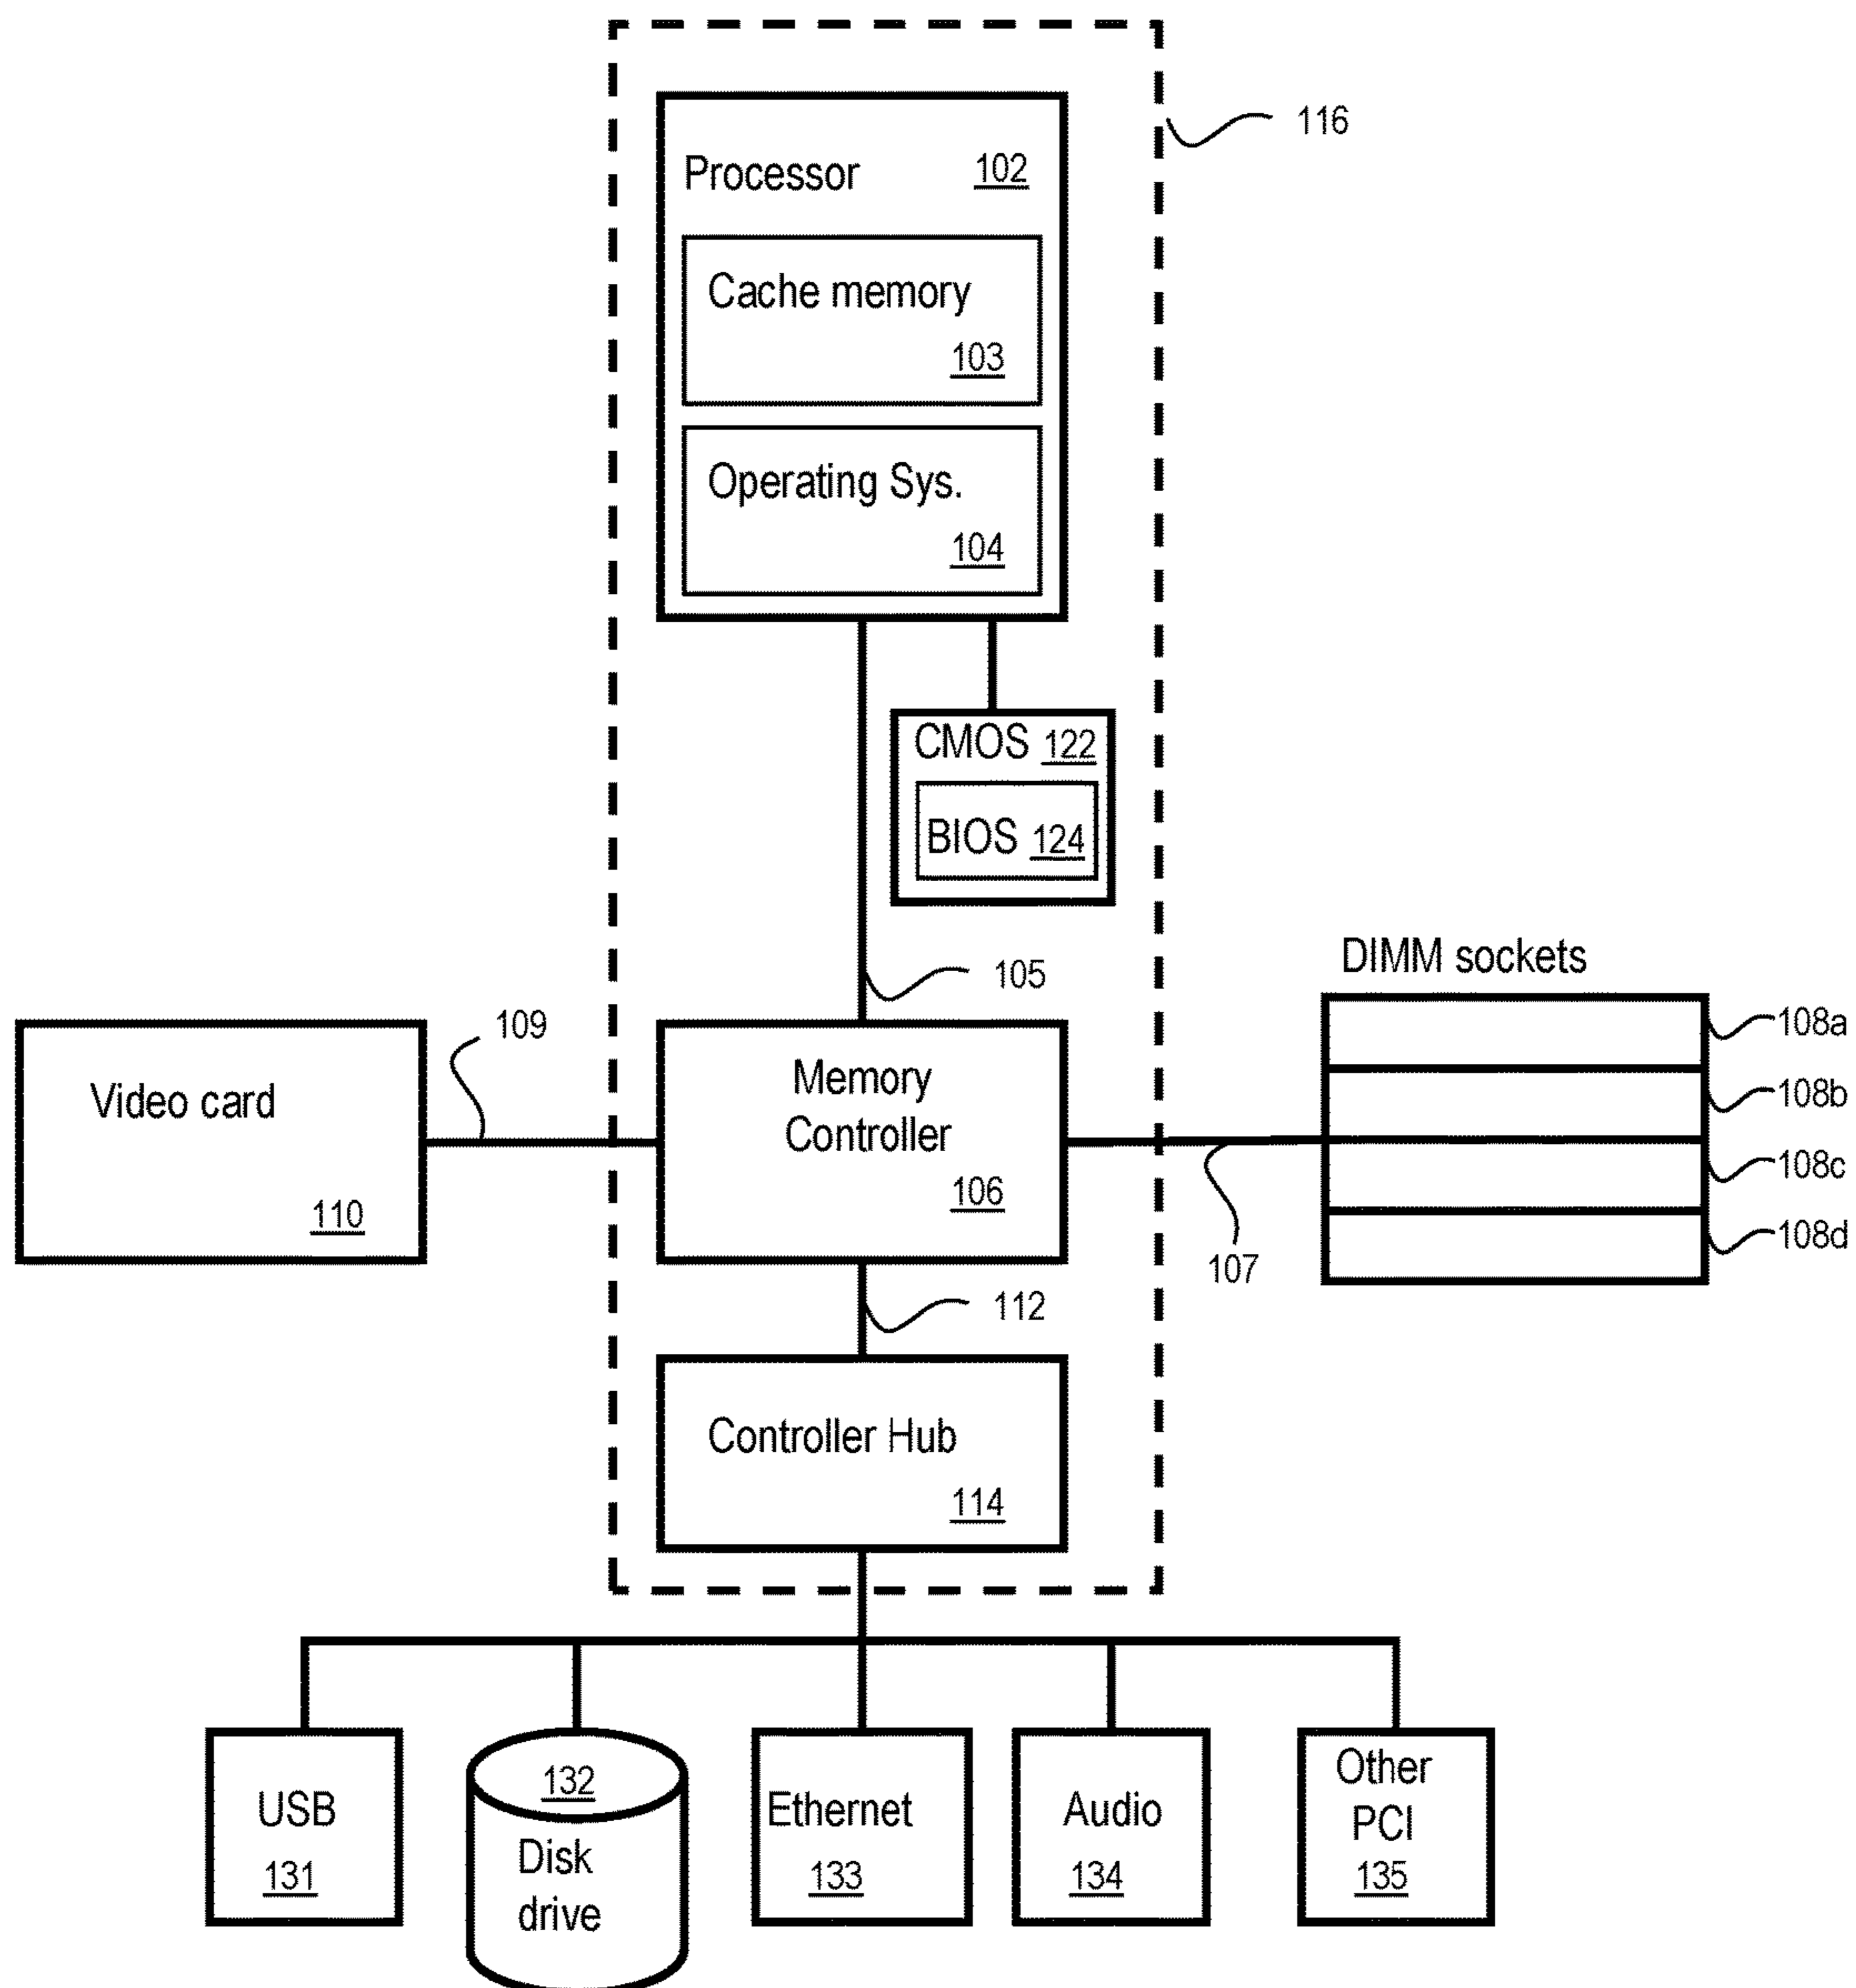 116
Processor 102
Cache memory
103
Operating Sys.
104
CMOS 122
BIOS 124
105
DIMM sockets
108a
108b
108c
108d
109
Video card
110
Memory
Controller
106
107
112
Controller Hub
114
USB
131
132
Disk
drive
Ethernet
133
Audio
134
Other
PCI
135